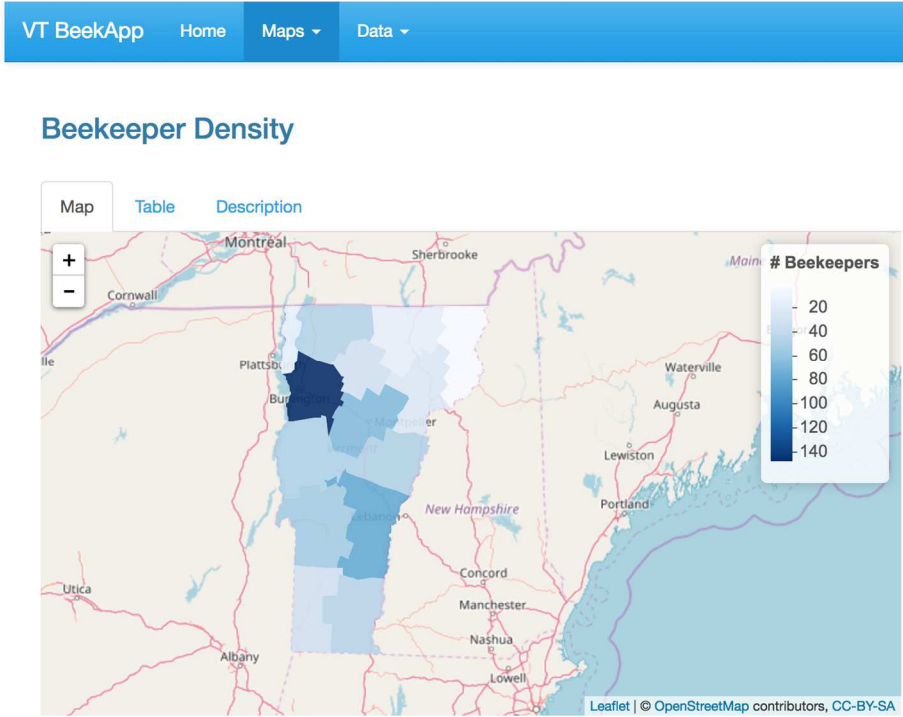 VT BeekApp Home Maps Data
Beekeeper Density
Map Table Description
+
−
Montréal
Sherbrooke
Cornwall
# Beekeepers
20
40
60
80
100
120
140
Waterville
Augusta
Lewiston
Portland
New Hampshire
Concord
Manchester
Nashua
Lowell
Utica
Albany
Leaflet | © OpenStreetMap contributors, CC-BY-SA